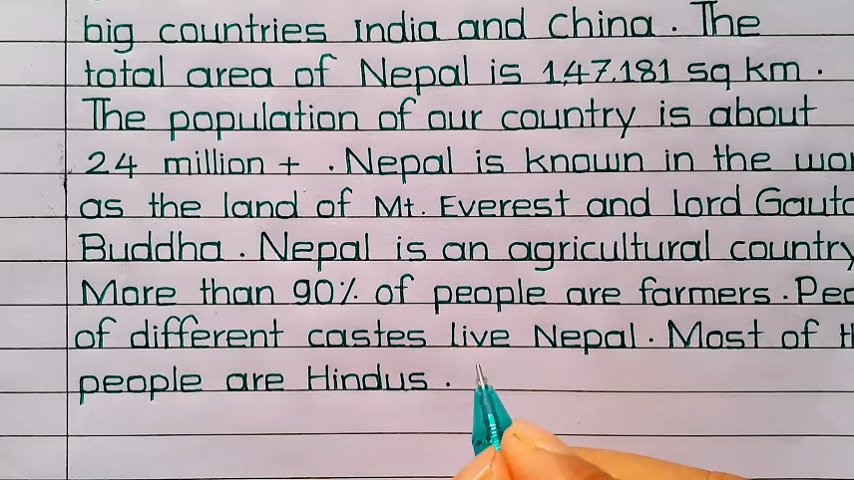 big countries India and China. The
total area of Nepal is 147,181 sq km.
The population of our country is about
24 million + . Nepal is known in the
as the land of Mt. Everest and Lord
Buddha. Nepal is an agricultural country
More than 90% of people are farmers.
of different castes live Nepal. Most of
people are Hindus.